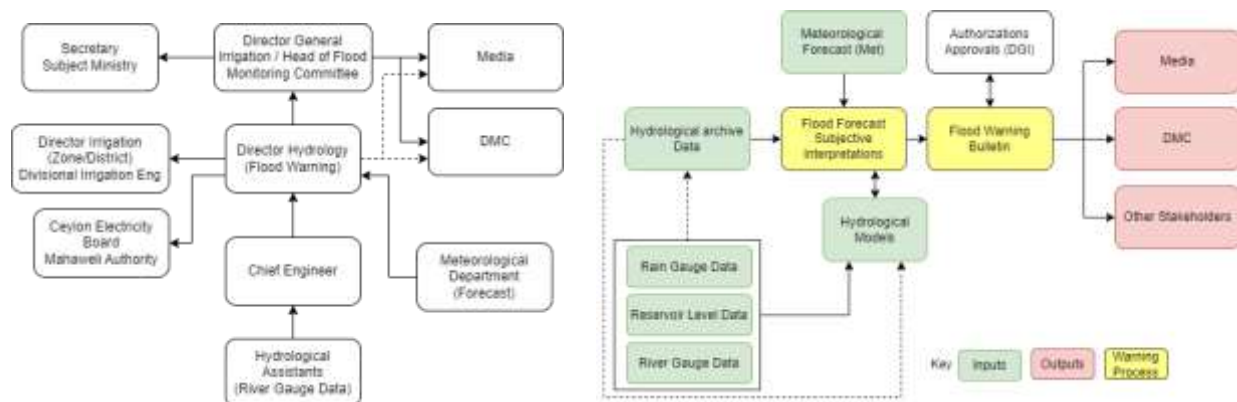 Secretary
Subject Ministry
Director General
Irrigation / Head of Flood
Monitoring Committee
Media
Director Irrigation
(Zone/District)
Divisional Irrigation Eng
Director Hydrology
(Flood Warning)
DMC
Ceylon Electricity
Board
Mahaweli Authority
Chief Engineer
Meteorological
Department
(Forecast)
Hydrological
Assistants
(River Gauge Data)
Meteorological
Forecast (Met)
Authorizations
Approvals (DGI)
Media
Hydrological archive
Data
Flood Forecast
Subjective
Interpretations
Flood Warning
Bulletin
DMC
Hydrological
Models
Other Stakeholders
Rain Gauge Data
Reservoir Level Data
River Gauge Data
Key
Inputs
Outputs
Warning
Process